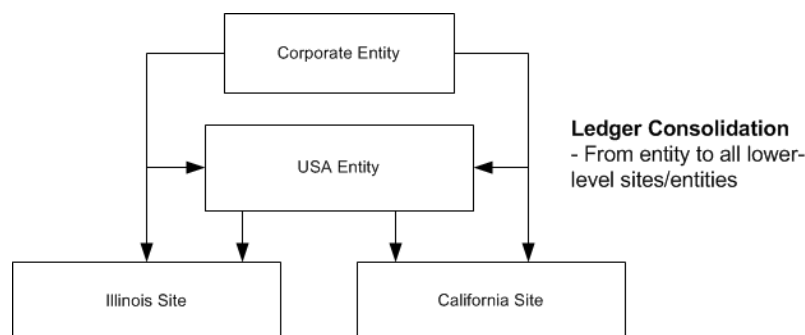 Corporate Entity
USA Entity
Ledger Consolidation
- From entity to all lower-
level sites/entities
Illinois Site
California Site